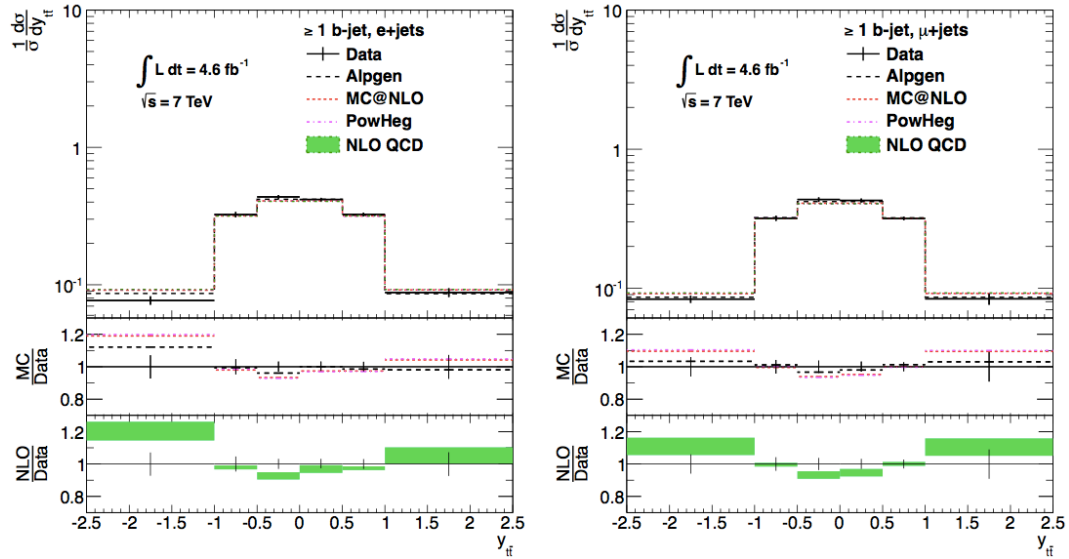 1/σ dσ/dy_tt̄
≥ 1 b-jet, e+jets
∫ L dt = 4.6 fb⁻¹
√s = 7 TeV
Data
Alpgen
MC@NLO
PowHeg
NLO QCD
10
1
10⁻¹
MC/Data
1.2
1
0.8
NLO/Data
1.2
1
0.8
-2.5 -2 -1.5 -1 -0.5 0 0.5 1 1.5 2 2.5
y_tt̄
1/σ dσ/dy_tt̄
≥ 1 b-jet, μ+jets
∫ L dt = 4.6 fb⁻¹
√s = 7 TeV
Data
Alpgen
MC@NLO
PowHeg
NLO QCD
10
1
10⁻¹
MC/Data
1.2
1
0.8
NLO/Data
1.2
1
0.8
-2.5 -2 -1.5 -1 -0.5 0 0.5 1 1.5 2 2.5
y_tt̄